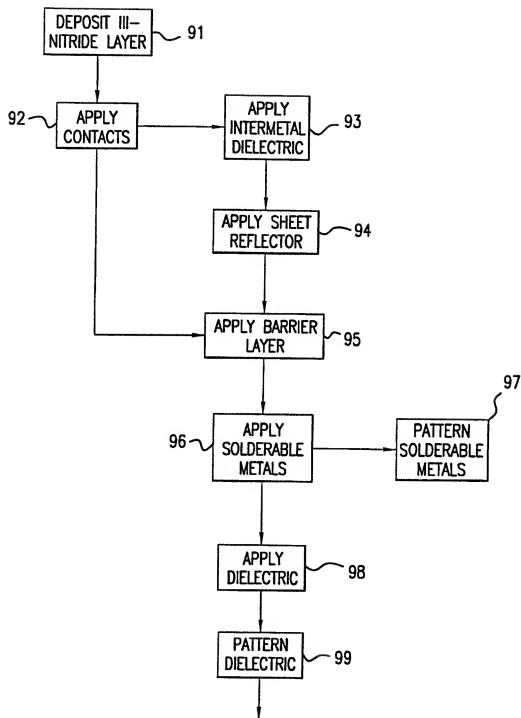 DEPOSIT III-
NITRIDE LAYER
91
92
APPLY
CONTACTS
APPLY
INTERMETAL
DIELECTRIC
93
APPLY SHEET
REFLECTOR
94
APPLY BARRIER
LAYER
95
96
APPLY
SOLDERABLE
METALS
97
PATTERN
SOLDERABLE
METALS
APPLY
DIELECTRIC
98
PATTERN
DIELECTRIC
99